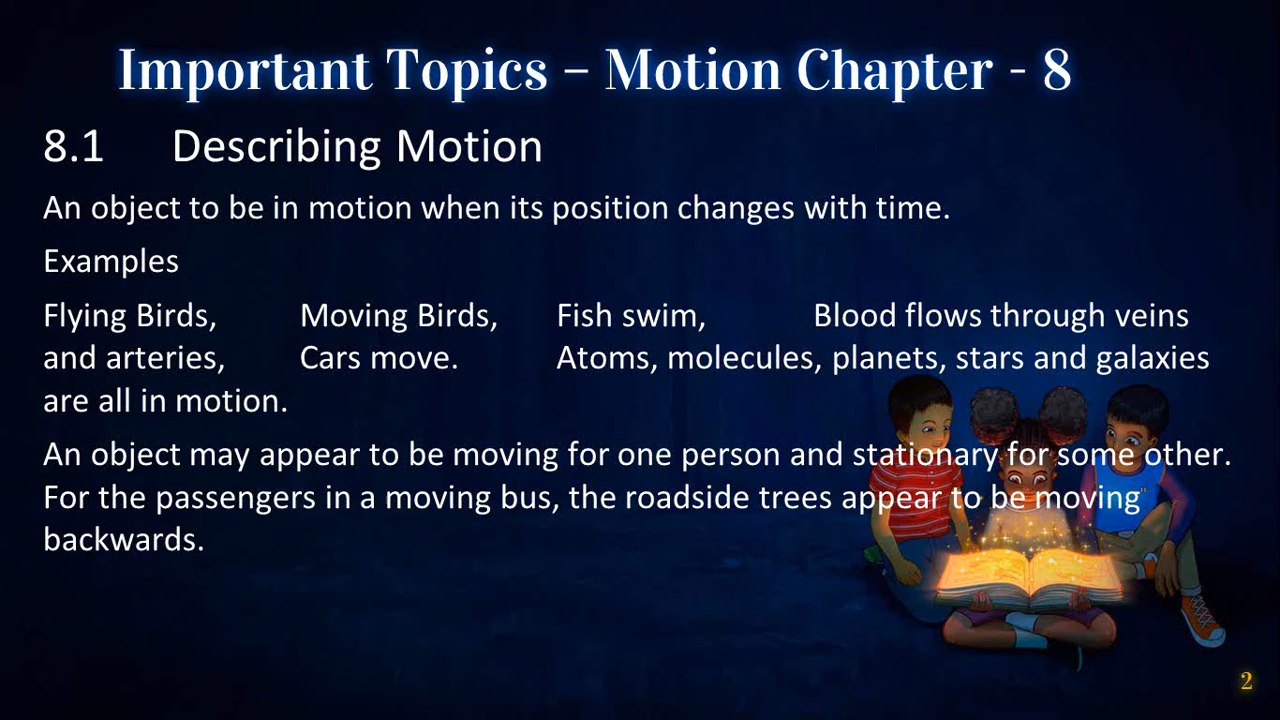 Important Topics – Motion Chapter - 8
8.1 Describing Motion
An object to be in motion when its position changes with time.
Examples
Flying Birds, Moving Birds, Fish swim, Blood flows through veins
and arteries, Cars move. Atoms, molecules, planets, stars and galaxies
are all in motion.
An object may appear to be moving for one person and stationary for some other.
For the passengers in a moving bus, the roadside trees appear to be moving"
backwards.
2